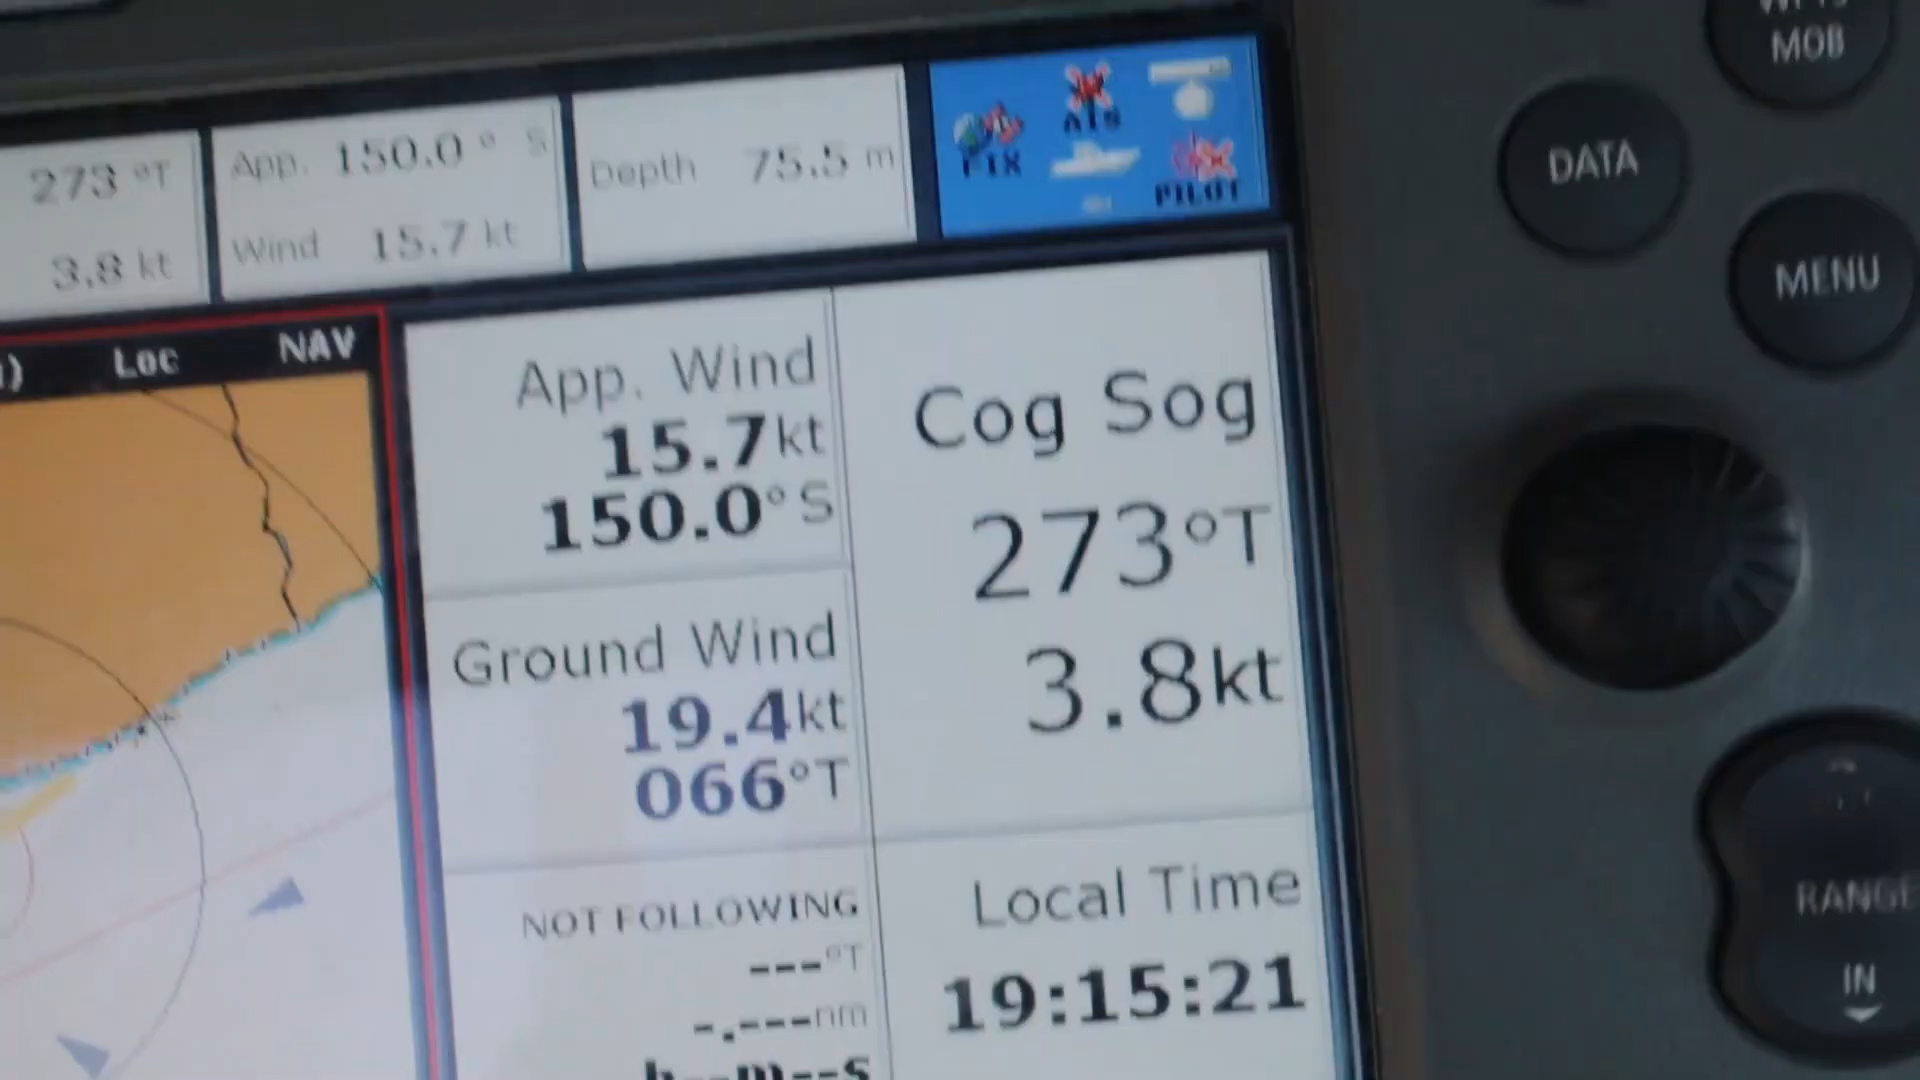 273 °T
3.8 kt
App. 150.0 ° S
Wind 15.7 kt
Depth 75.5 m
FIX
AIS
PILOT
MOB
DATA
MENU
Loc NAV
App. Wind
15.7kt
150.0°S
Cog Sog
273°T
3.8kt
Ground Wind
19.4kt
066°T
NOT FOLLOWING
---°T
-.---nm
h--m--s
Local Time
19:15:21
RANGE
IN